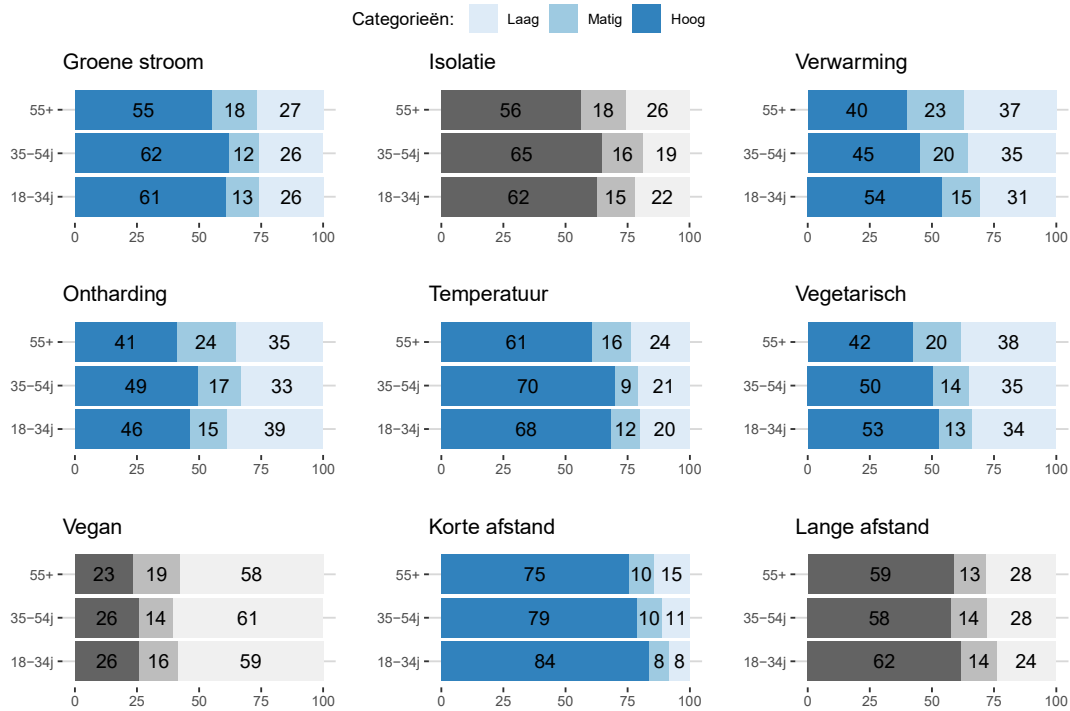 Categorieën: Laag Matig Hoog
Groene stroom Isolatie Verwarming
55+ 55 18 27 55+ 56 18 26 55+ 40 23 37
35−54j 62 12 26 35−54j 65 16 19 35−54j 45 20 35
18−34j 61 13 26 18−34j 62 15 22 18−34j 54 15 31
0 25 50 75 100 0 25 50 75 100 0 25 50 75 100
Ontharding Temperatuur Vegetarisch
55+ 41 24 35 55+ 61 16 24 55+ 42 20 38
35−54j 49 17 33 35−54j 70 9 21 35−54j 50 14 35
18−34j 46 15 39 18−34j 68 12 20 18−34j 53 13 34
0 25 50 75 100 0 25 50 75 100 0 25 50 75 100
Vegan Korte afstand Lange afstand
55+ 23 19 58 55+ 75 10 15 55+ 59 13 28
35−54j 26 14 61 35−54j 79 10 11 35−54j 58 14 28
18−34j 26 16 59 18−34j 84 8 8 18−34j 62 14 24
0 25 50 75 100 0 25 50 75 100 0 25 50 75 100